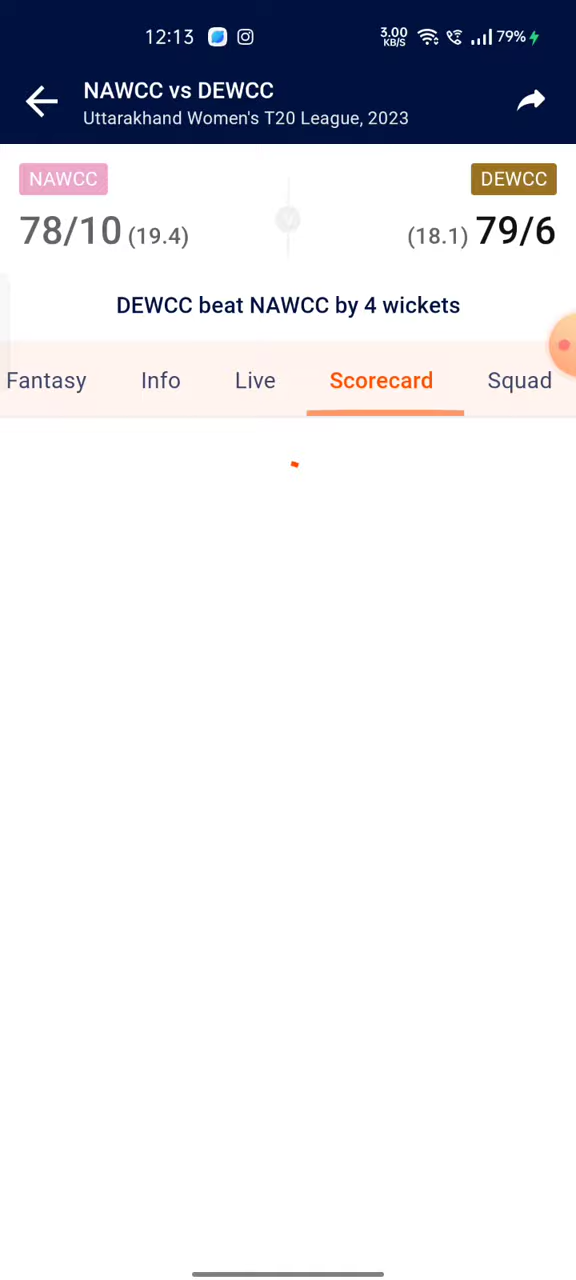 12:13 3.00 KB/S 79%
NAWCC vs DEWCC
Uttarakhand Women's T20 League, 2023
NAWCC DEWCC
78/10 (19.4) (18.1) 79/6
DEWCC beat NAWCC by 4 wickets
Fantasy Info Live Scorecard Squad